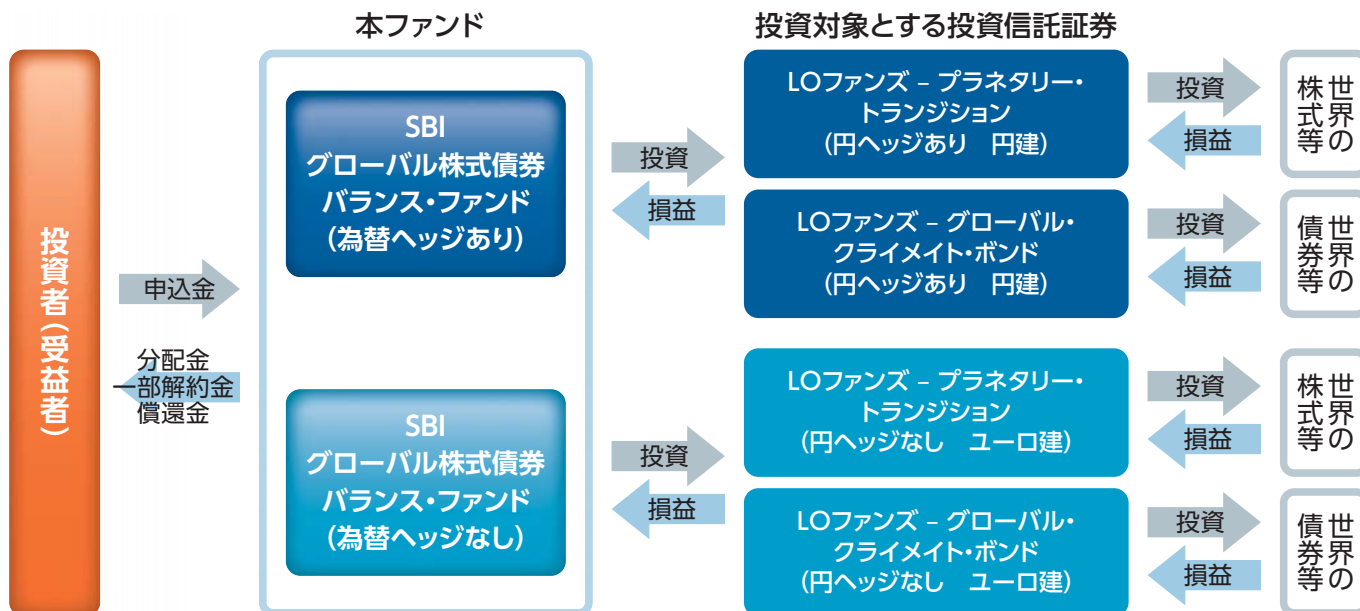 本ファンド
投資対象とする投資信託証券
投資者(受益者)
申込金
分配金
一部解約金
償還金
SBI
グローバル株式債券
バランス・ファンド
(為替ヘッジあり)
投資
損益
LOファンズ – プラネタリー・
トランジション
(円ヘッジあり 円建)
投資
損益
世界の
株式等
LOファンズ – グローバル・
クライメイト・ボンド
(円ヘッジあり 円建)
投資
損益
世界の
債券等
SBI
グローバル株式債券
バランス・ファンド
(為替ヘッジなし)
投資
損益
LOファンズ – プラネタリー・
トランジション
(円ヘッジなし ユーロ建)
投資
損益
世界の
株式等
LOファンズ – グローバル・
クライメイト・ボンド
(円ヘッジなし ユーロ建)
投資
損益
世界の
債券等